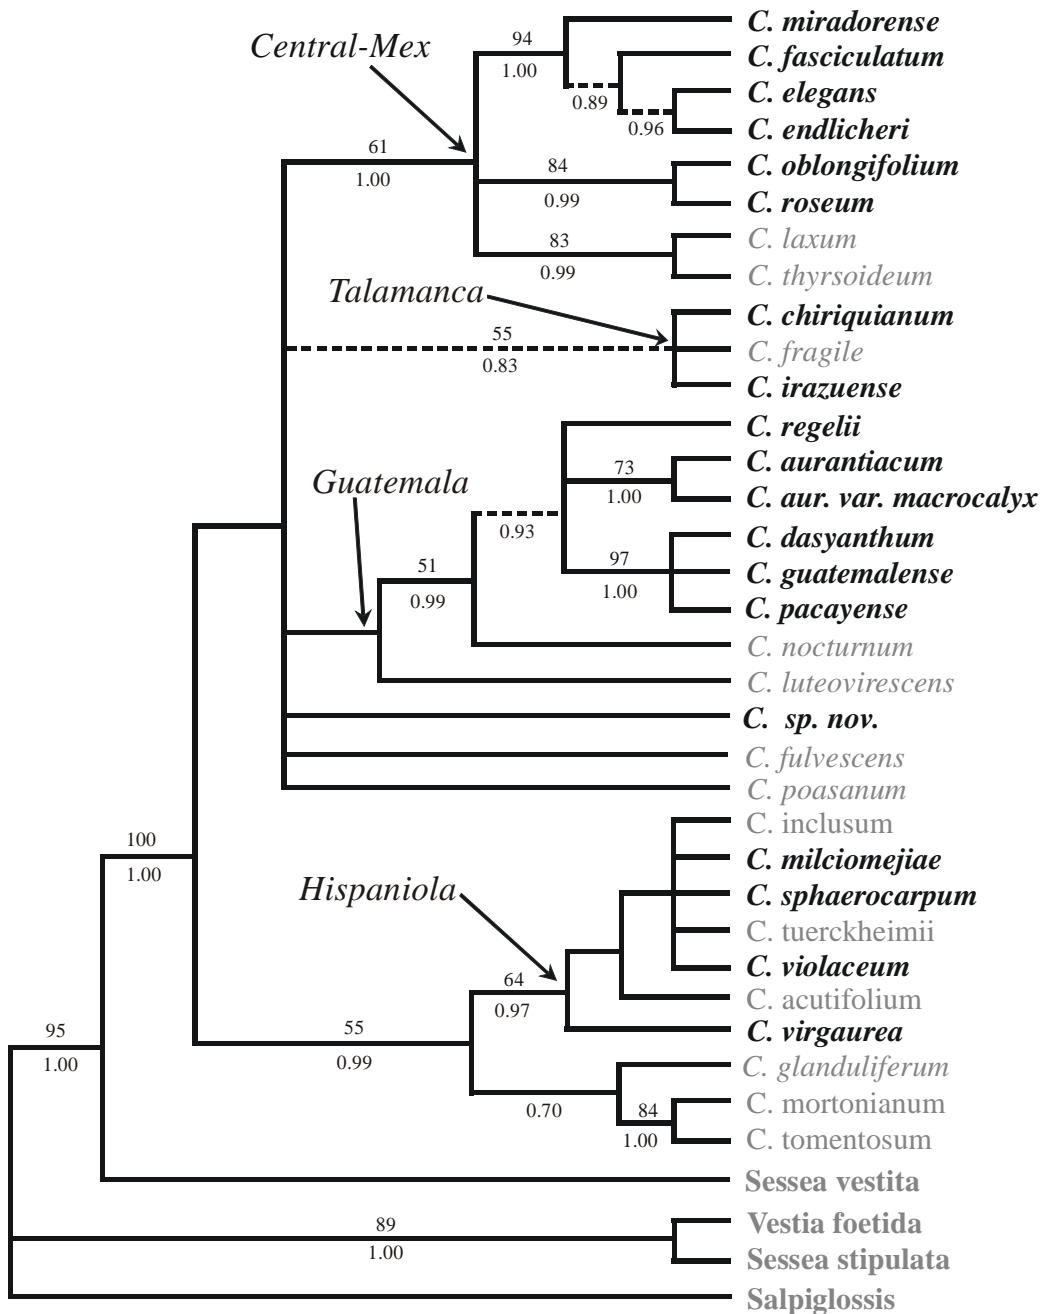 C. miradorense
94
Central-Mex
C. fasciculatum
1.00
C. elegans
0.89
0.96
C. endlicheri
61
C. oblongifolium
84
1.00
0.99
C. roseum
83
C. laxum
0.99
C. thyrsoideum
Talamanca
C. chiriquianum
55
C. fragile
0.83
C. irazuense
C. regelii
C. aurantiacum
73
Guatemala
1.00
C. aur. var. macrocalyx
0.93
C. dasyanthum
97
51
C. guatemalense
1.00
0.99
C. pacayense
C. nocturnum
C. luteovirescens
C. sp. nov.
C. fulvescens
C. poasanum
C. inclusum
100
C. milciomejiae
1.00
Hispaniola
C. sphaerocarpum
C. tuerckheimii
C. violaceum
64
C. acutifolium
0.97
95
55
C. virgaurea
1.00
0.99
C. glanduliferum
C. mortonianum
0.70
84
1.00
C. tomentosum
Sessea vestita
89
Vestia foetida
1.00
Sessea stipulata
Salpiglossis